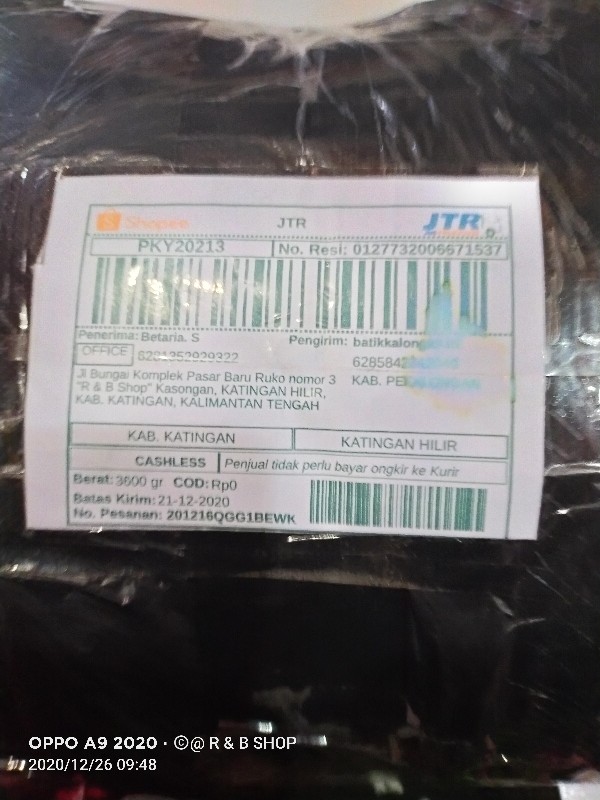 Shopee JTR JTR
PKY20213 No. Resi: 0127732006671537
Penerima: Betaria. S Pengirim: batikkalon
OFFICE 62842
Jl Bungai Komplek Pasar Baru Ruko nomor 3 KAB.
"R & B Shop" Kasongan, KATINGAN HILIR,
KAB. KATINGAN, KALIMANTAN TENGAH
KAB. KATINGAN KATINGAN HILIR
CASHLESS Penjual tidak perlu bayar ongkir ke Kurir
Berat: 3600 gr COD: Rp0
Batas Kirim: 21-12-2020
No. Pesanan: 201216QGG1BEWK
OPPO A9 2020 · ©@ R & B SHOP
2020/12/26 09:48